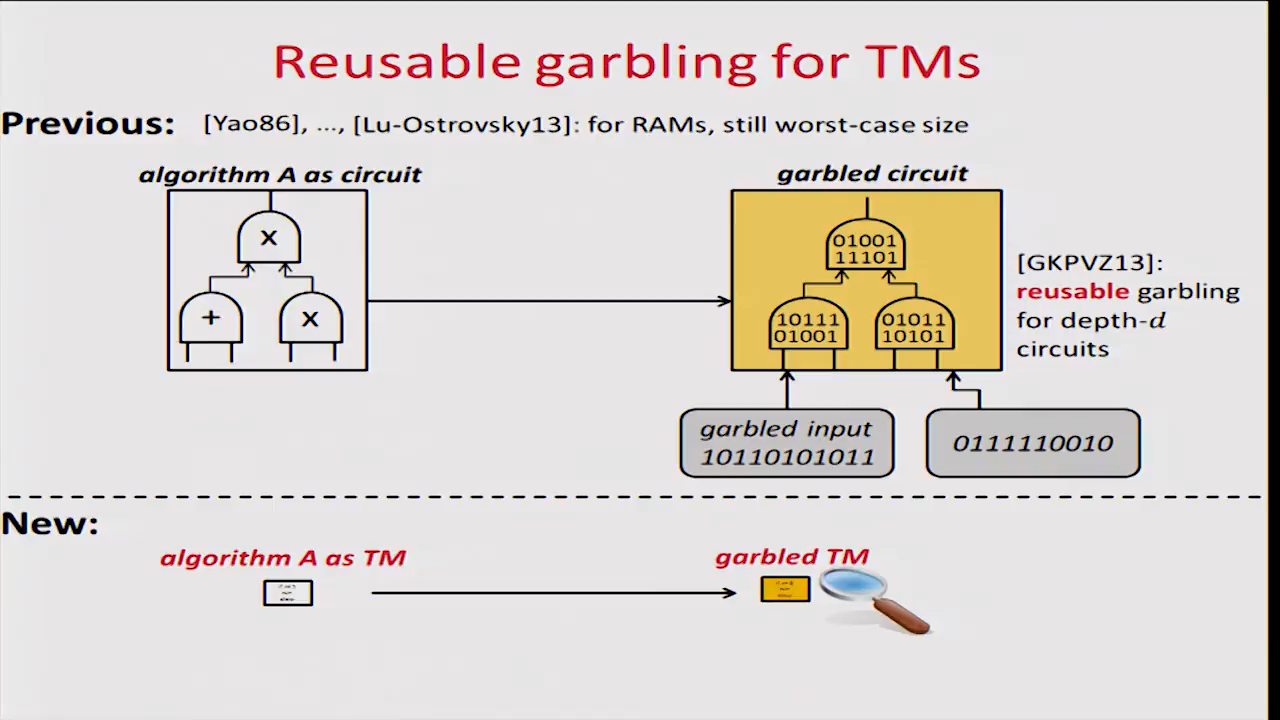 Reusable garbling for TMs
Previous: [Yao86], ..., [Lu-Ostrovsky13]: for RAMs, still worst-case size
algorithm A as circuit
garbled circuit
x
+
x
01001
11101
10111
01001
01011
10101
[GKPVZ13]:
reusable garbling
for depth-d
circuits
garbled input
10110101011
0111110010
New:
algorithm A as TM
garbled TM